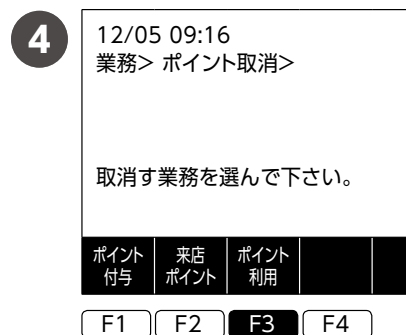 4
12/05 09:16
業務> ポイント取消>
取消す業務を選んで下さい。
ポイント付与 来店ポイント ポイント利用
F1 F2 F3 F4